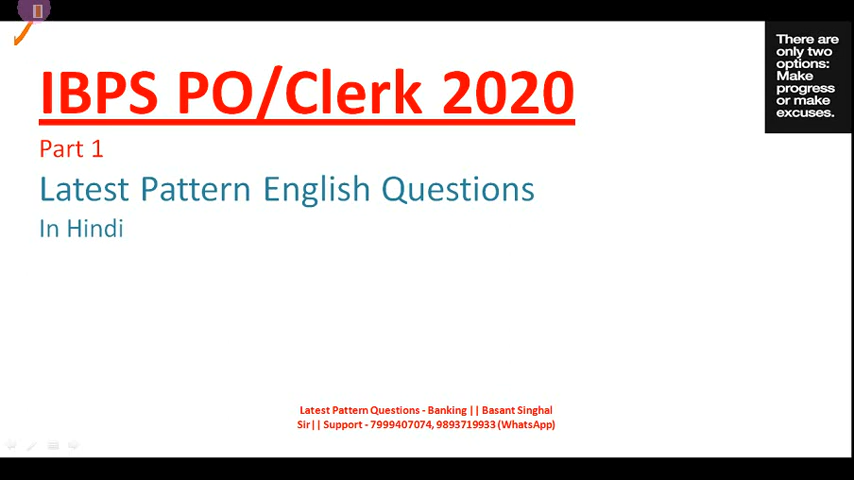 IBPS PO/Clerk 2020
Part 1
Latest Pattern English Questions
In Hindi
There are
only two
options:
Make
progress
or make
excuses.
Latest Pattern Questions - Banking || Basant Singhal
Sir|| Support - 7999407074, 9893719933 (WhatsApp)